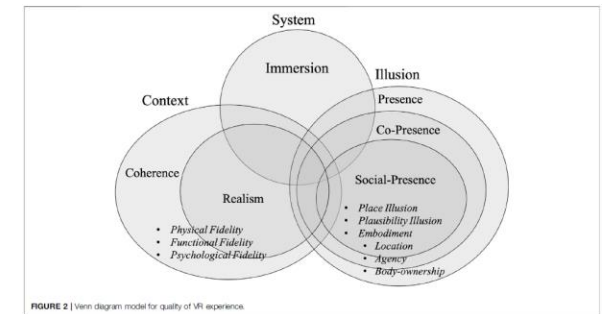 System
Immersion
Illusion
Context
Presence
Co-Presence
Coherence
Social-Presence
Realism
• Place Illusion
• Plausibility Illusion
• Embodiment
• Location
• Agency
• Body-ownership
• Physical Fidelity
• Functional Fidelity
• Psychological Fidelity
FIGURE 2 | Venn diagram model for quality of VR experience.